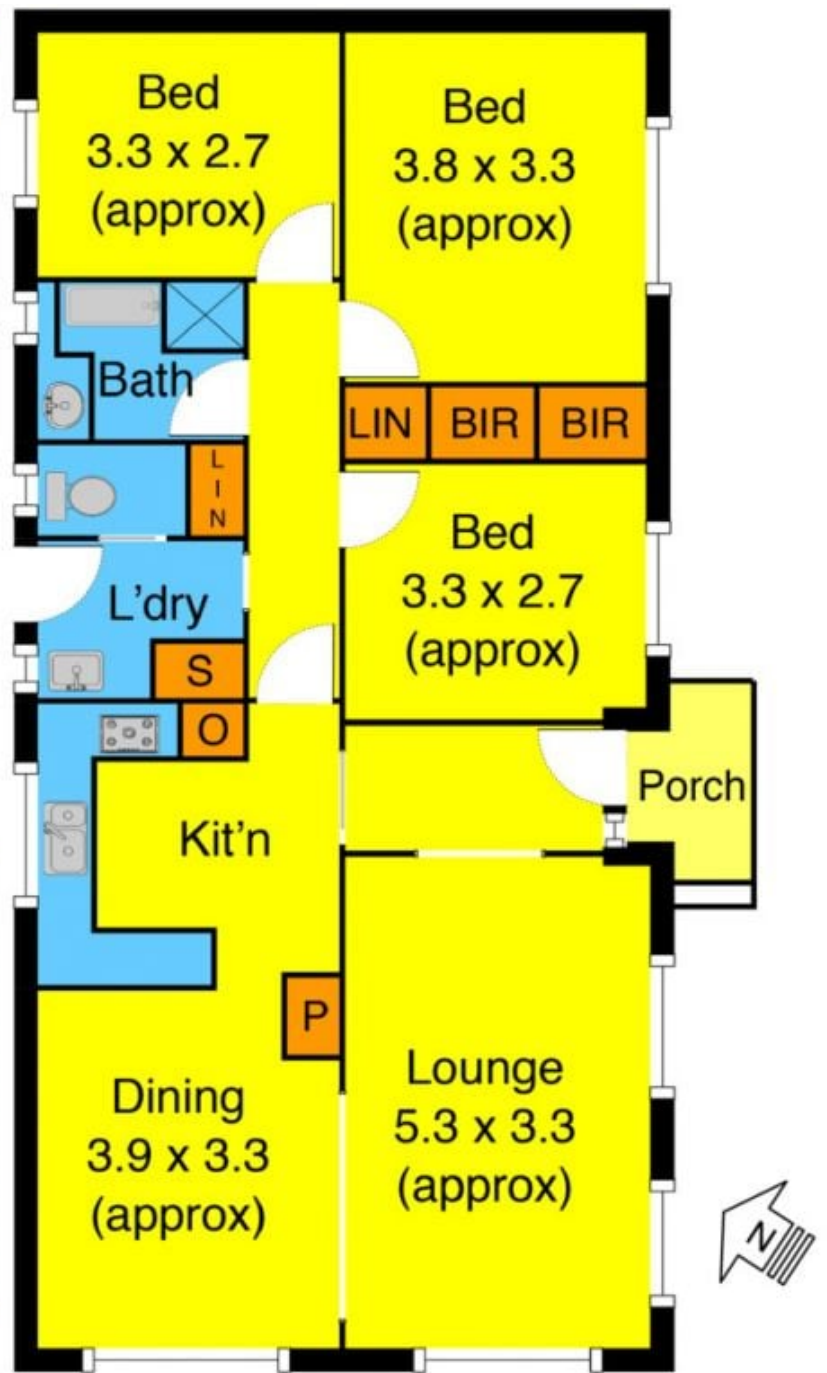 Bed
3.3 x 2.7
(approx)
Bed
3.8 x 3.3
(approx)
Bath
LIN
BIR
BIR
L
I
N
Bed
3.3 x 2.7
(approx)
L'dry
S
O
Kit'n
Porch
P
Dining
3.9 x 3.3
(approx)
Lounge
5.3 x 3.3
(approx)
N